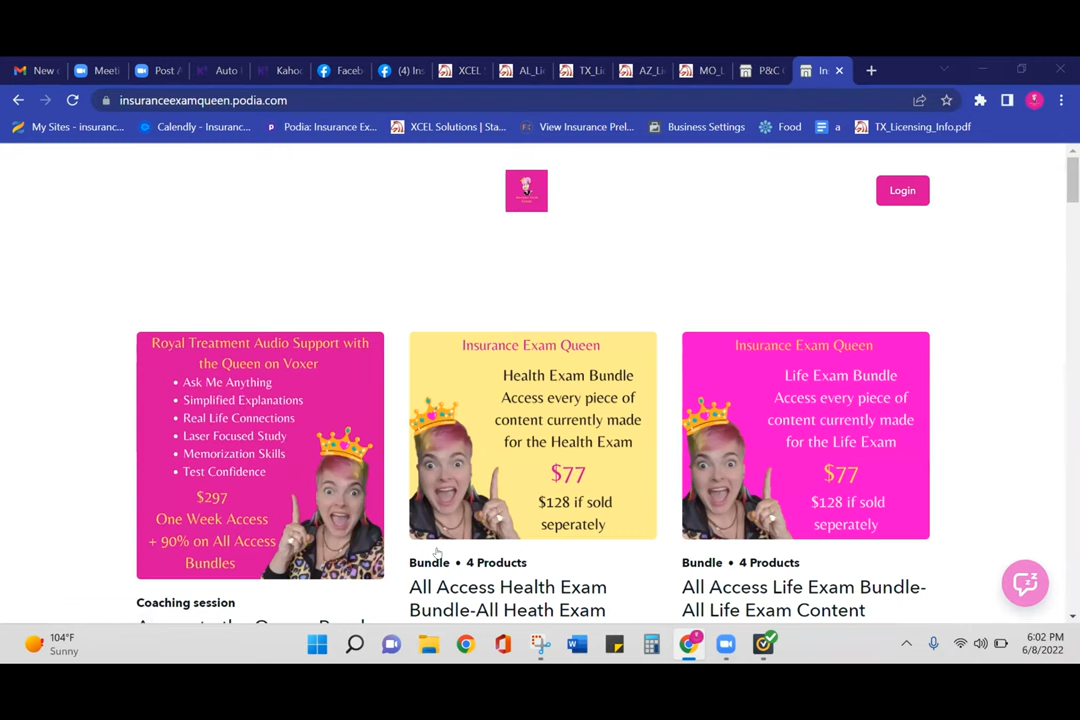 New
Meeti
Post
Auto
Kaho
Faceb
(4) In
XCEL
AL_Li
TX_Li
AZ_Li
MO_L
P&C
In
insuranceexamqueen.podia.com
My Sites - insuranc...
Calendly - Insuranc...
Podia: Insurance Ex...
XCEL Solutions | Sta...
View Insurance Prel...
Business Settings
Food
a
TX_Licensing_Info.pdf
Login
Royal Treatment Audio Support with
the Queen on Voxer
• Ask Me Anything
• Simplified Explanations
• Real Life Connections
• Laser Focused Study
• Memorization Skills
• Test Confidence
$297
One Week Access
+ 90% on All Access
Bundles
Coaching session
Insurance Exam Queen
Health Exam Bundle
Access every piece of
content currently made
for the Health Exam
$77
$128 if sold
seperately
Bundle • 4 Products
All Access Health Exam
Bundle-All Heath Exam
Insurance Exam Queen
Life Exam Bundle
Access every piece of
content currently made
for the Life Exam
$77
$128 if sold
seperately
Bundle • 4 Products
All Access Life Exam Bundle-
All Life Exam Content
104°F
Sunny
6:02 PM
6/8/2022